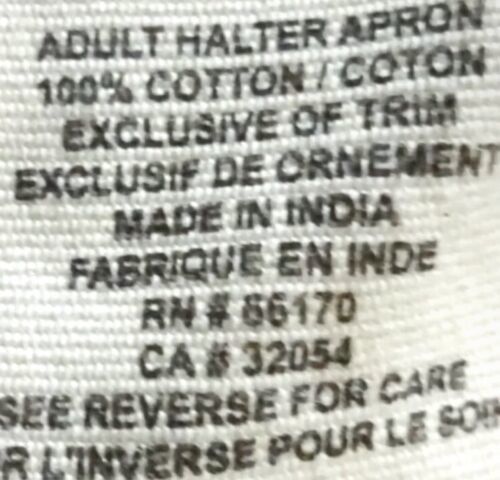 ADULT HALTER APRON
100% COTTON / COTON
EXCLUSIVE OF TRIM
EXCLUSIF DE ORNEMENT
MADE IN INDIA
FABRIQUE EN INDE
RN # 66170
CA # 32054
SEE REVERSE FOR CARE
R L'INVERSE POUR LE